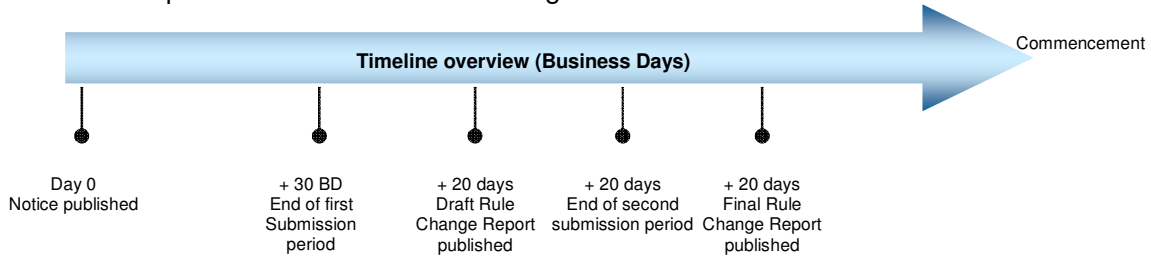 Timeline overview (Business Days)
Commencement
Day 0
Notice published
+ 30 BD
End of first
Submission
period
+ 20 days
Draft Rule
Change Report
published
+ 20 days
End of second
submission period
+ 20 days
Final Rule
Change Report
published